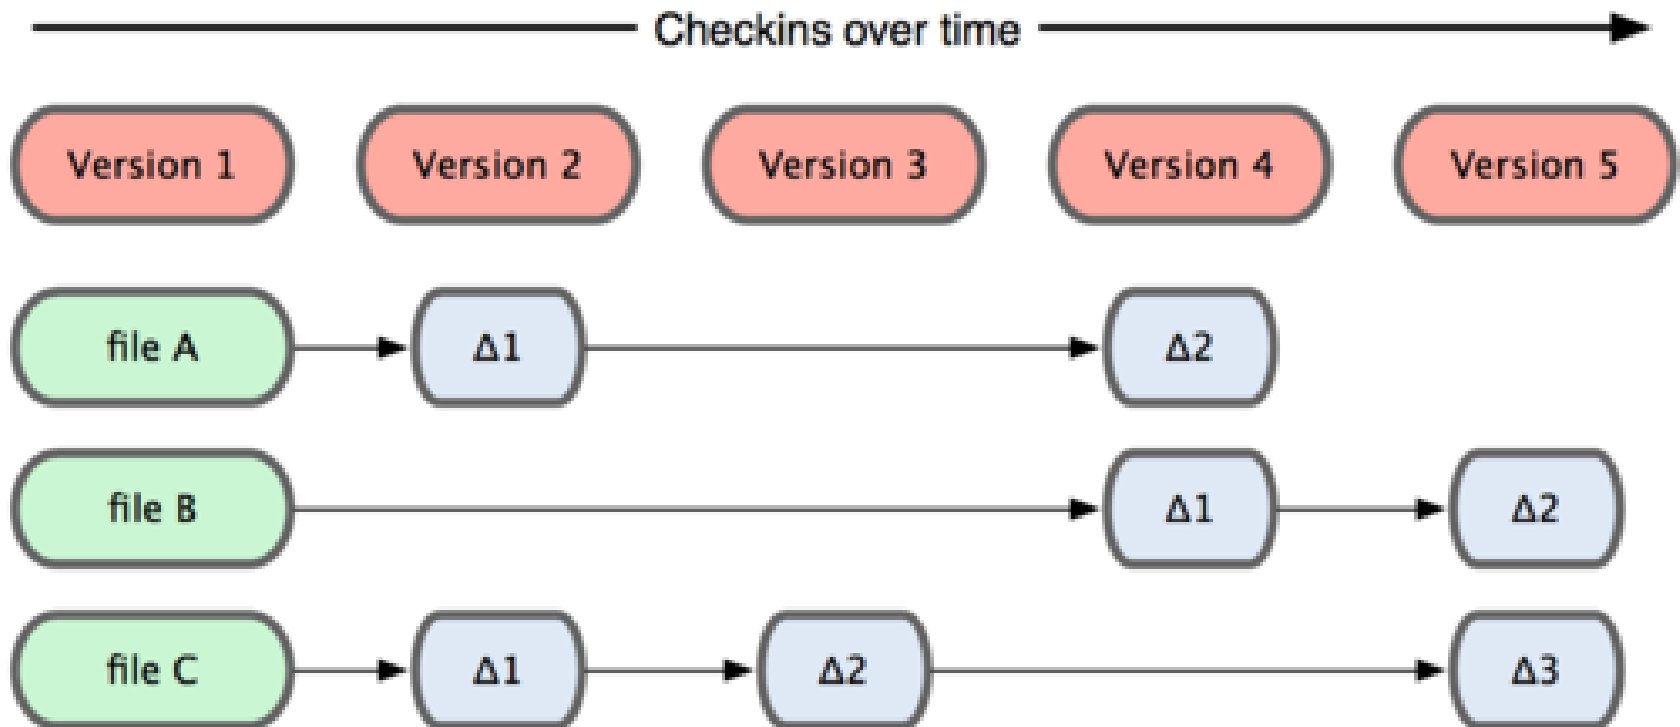 Checkins over time
Version 1 Version 2 Version 3 Version 4 Version 5
file A Δ1 Δ2
file B Δ1 Δ2
file C Δ1 Δ2 Δ3